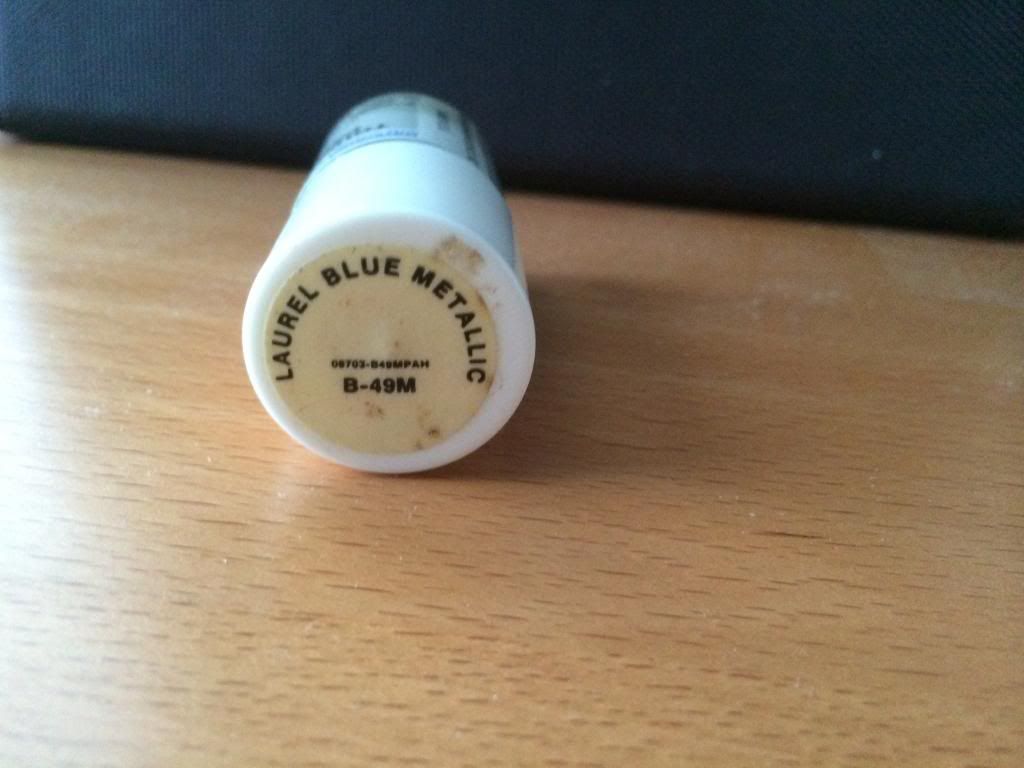 LAUREL BLUE METALLIC
08703-B49MPAH
B-49M